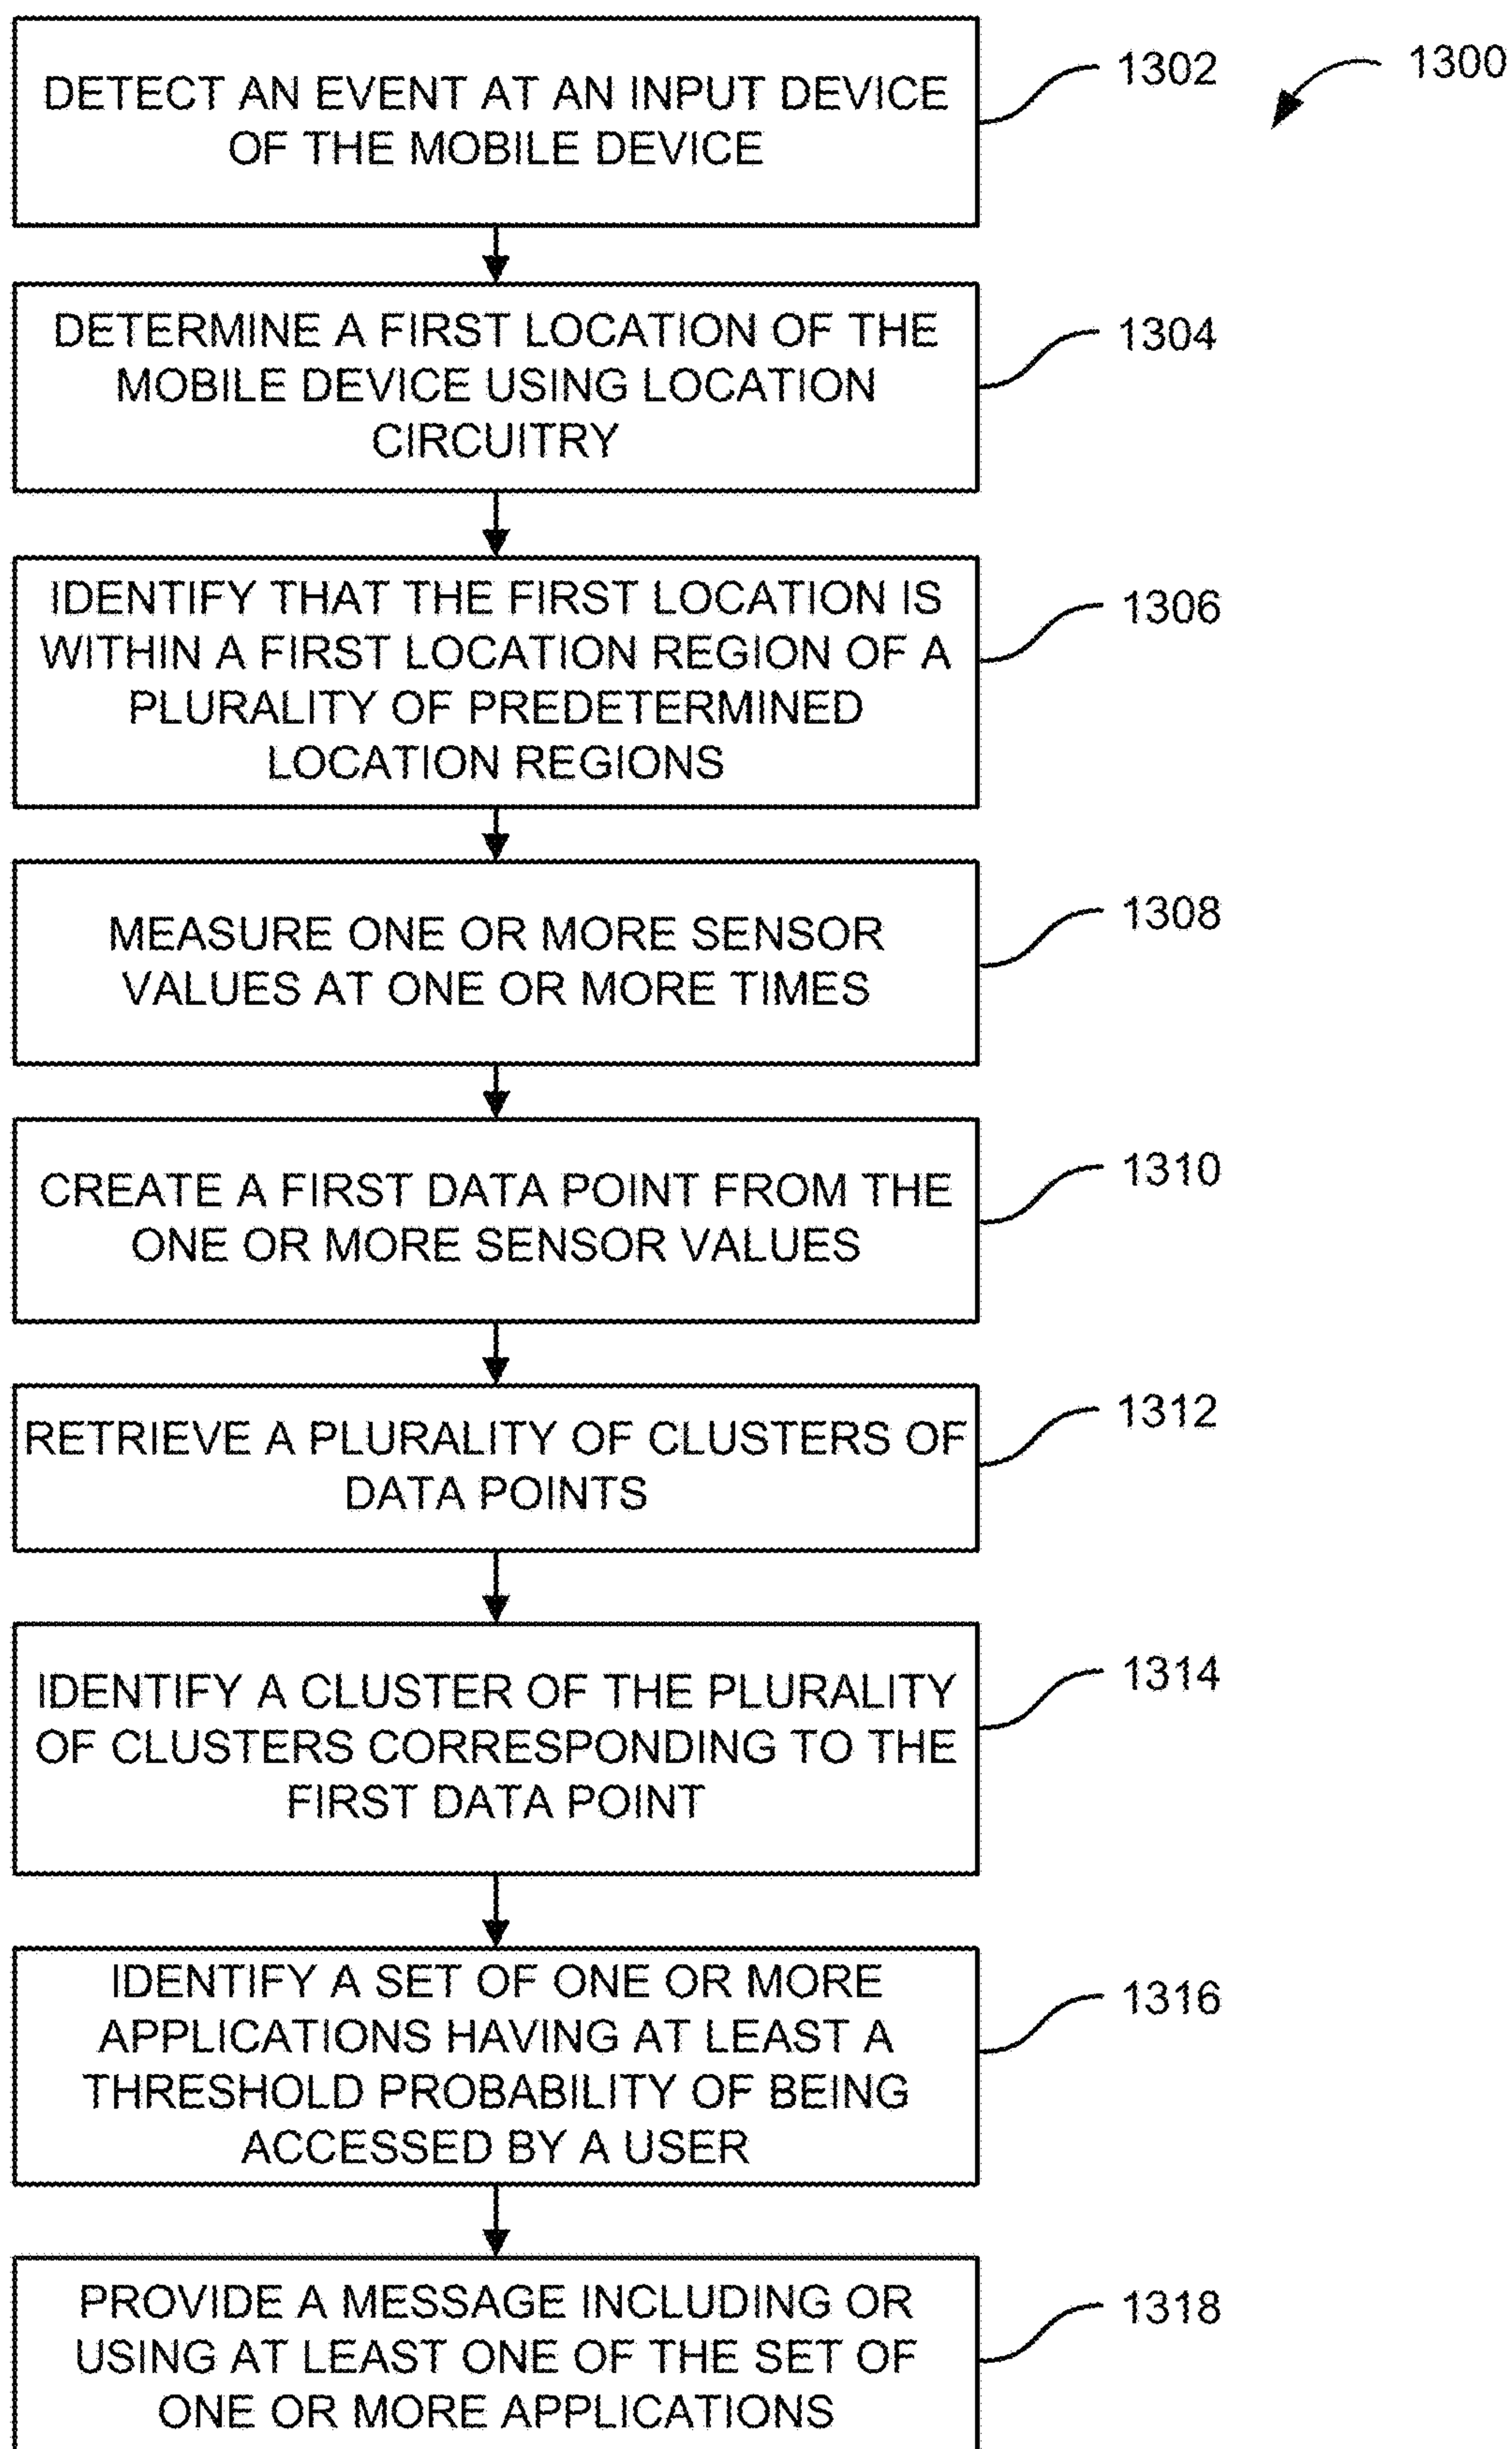 1300
DETECT AN EVENT AT AN INPUT DEVICE
OF THE MOBILE DEVICE
1302
DETERMINE A FIRST LOCATION OF THE
MOBILE DEVICE USING LOCATION
CIRCUITRY
1304
IDENTIFY THAT THE FIRST LOCATION IS
WITHIN A FIRST LOCATION REGION OF A
PLURALITY OF PREDETERMINED
LOCATION REGIONS
1306
MEASURE ONE OR MORE SENSOR
VALUES AT ONE OR MORE TIMES
1308
CREATE A FIRST DATA POINT FROM THE
ONE OR MORE SENSOR VALUES
1310
RETRIEVE A PLURALITY OF CLUSTERS OF
DATA POINTS
1312
IDENTIFY A CLUSTER OF THE PLURALITY
OF CLUSTERS CORRESPONDING TO THE
FIRST DATA POINT
1314
IDENTIFY A SET OF ONE OR MORE
APPLICATIONS HAVING AT LEAST A
THRESHOLD PROBABILITY OF BEING
ACCESSED BY A USER
1316
PROVIDE A MESSAGE INCLUDING OR
USING AT LEAST ONE OF THE SET OF
ONE OR MORE APPLICATIONS
1318